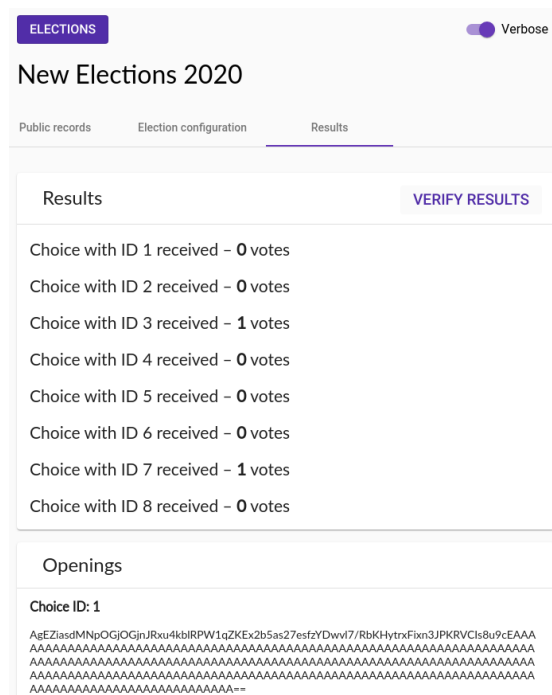 ELECTIONS
Verbose
New Elections 2020
Public records
Election configuration
Results
Results
VERIFY RESULTS
Choice with ID 1 received – 0 votes
Choice with ID 2 received – 0 votes
Choice with ID 3 received – 1 votes
Choice with ID 4 received – 0 votes
Choice with ID 5 received – 0 votes
Choice with ID 6 received – 0 votes
Choice with ID 7 received – 1 votes
Choice with ID 8 received – 0 votes
Openings
Choice ID: 1